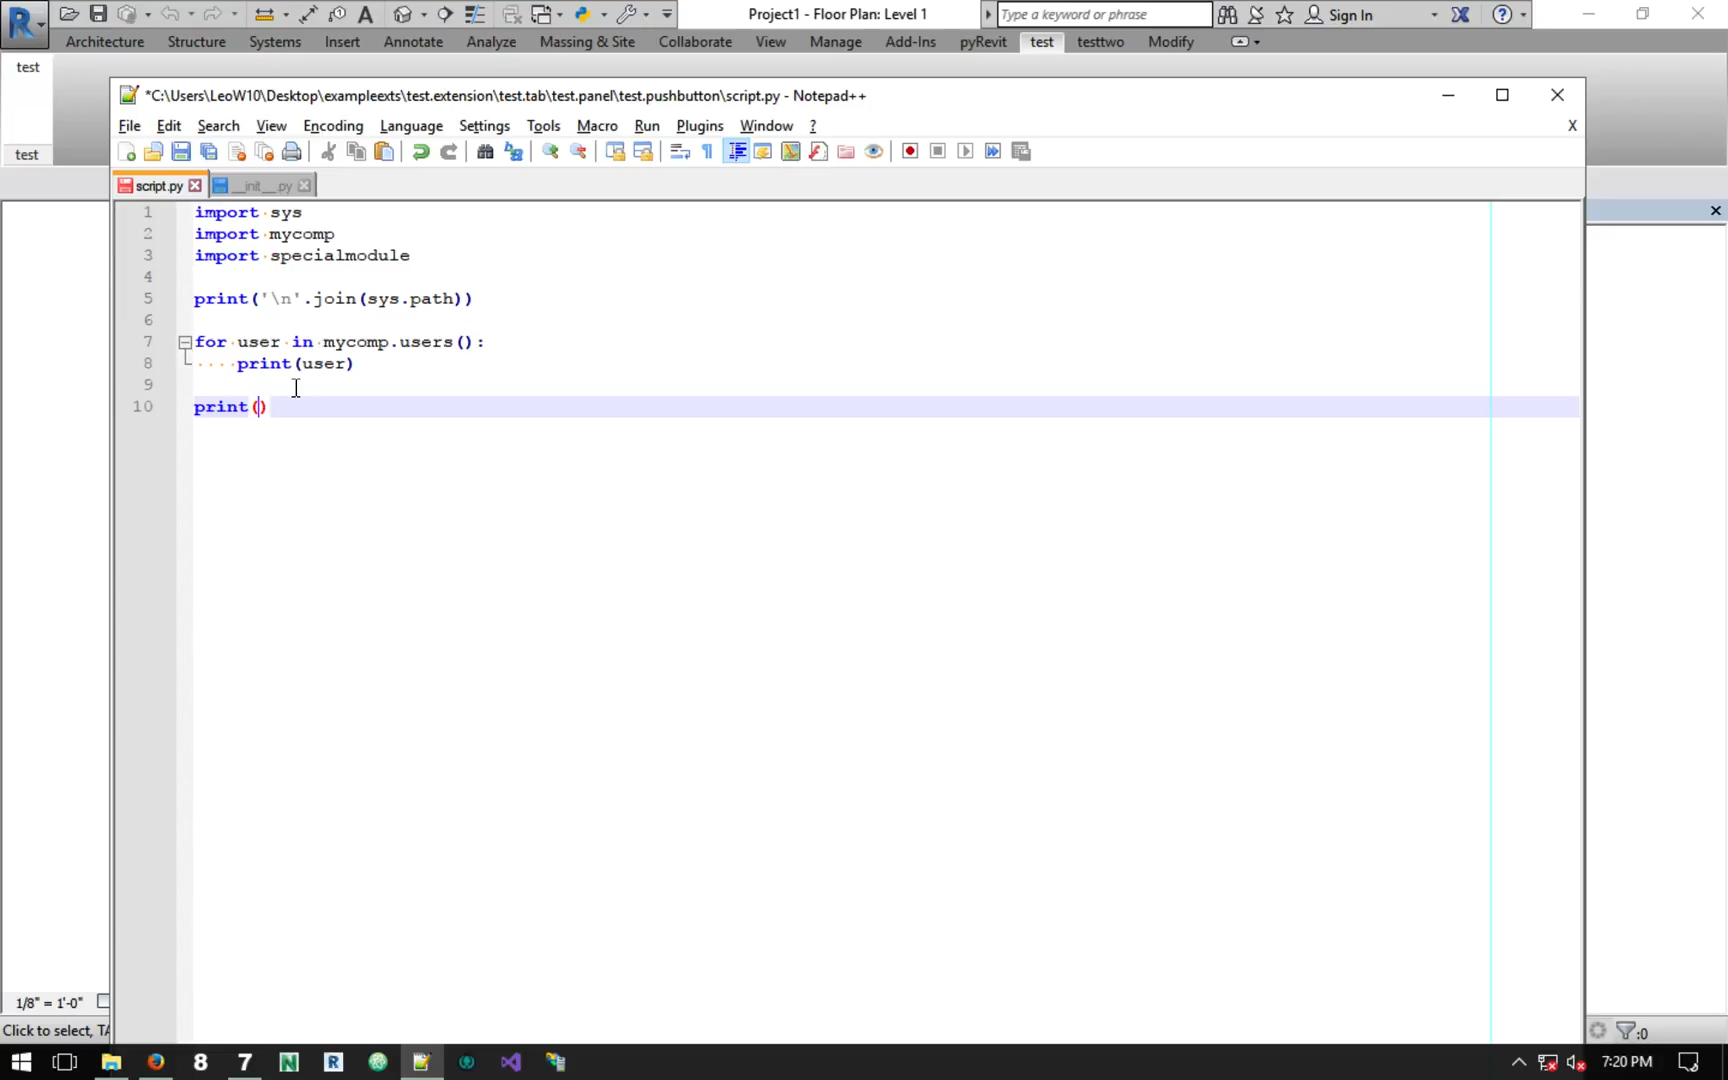 Project1 - Floor Plan: Level 1
Type a keyword or phrase
Sign In
Architecture Structure Systems Insert Annotate Analyze Massing & Site Collaborate View Manage Add-Ins pyRevit test testtwo Modify
test
test
*C:\Users\LeoW10\Desktop\exampleexts\test.extension\test.tab\test.panel\test.pushbutton\script.py - Notepad++
File Edit Search View Encoding Language Settings Tools Macro Run Plugins Window ? X
script.py __init__.py
1 import sys
2 import mycomp
3 import specialmodule
4
5 print('\n'.join(sys.path))
6
7 for user in mycomp.users():
8 print(user)
9
10 print()
1/8" = 1'-0"
Click to select, TA
:0
8 7 N R
7:20 PM